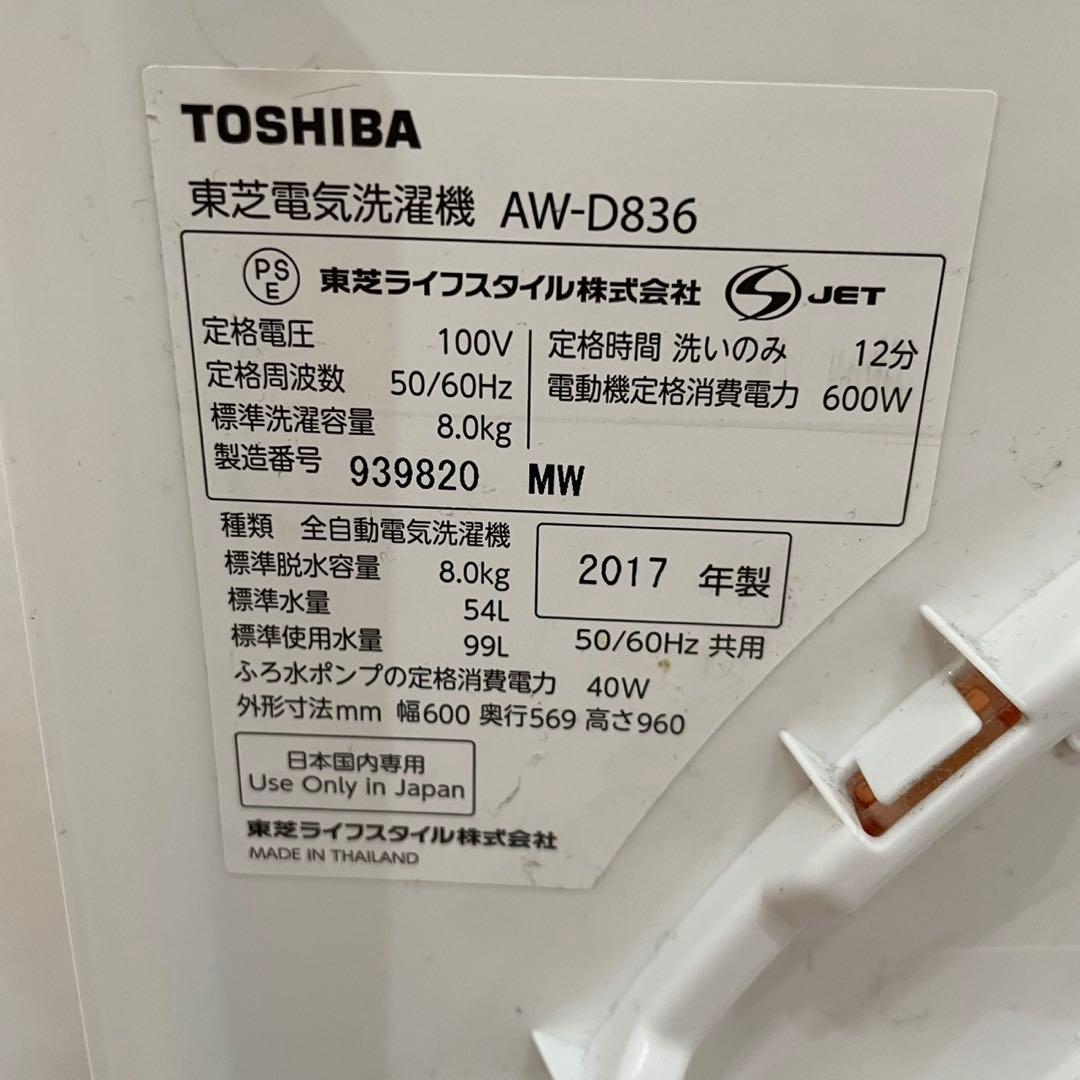 TOSHIBA
東芝電気洗濯機 AW-D836
PSE 東芝ライフスタイル株式会社 S JET
定格電圧 100V
定格周波数 50/60Hz
標準洗濯容量 8.0kg
定格時間 洗いのみ 12分
電動機定格消費電力 600W
製造番号 939820 MW
種類 全自動電気洗濯機
標準脱水容量 8.0kg
標準水量 54L
標準使用水量 99L
2017 年製
50/60Hz 共用
ふろ水ポンプの定格消費電力 40W
外形寸法mm 幅600 奥行569 高さ960
日本国内専用
Use Only in Japan
東芝ライフスタイル株式会社
MADE IN THAILAND